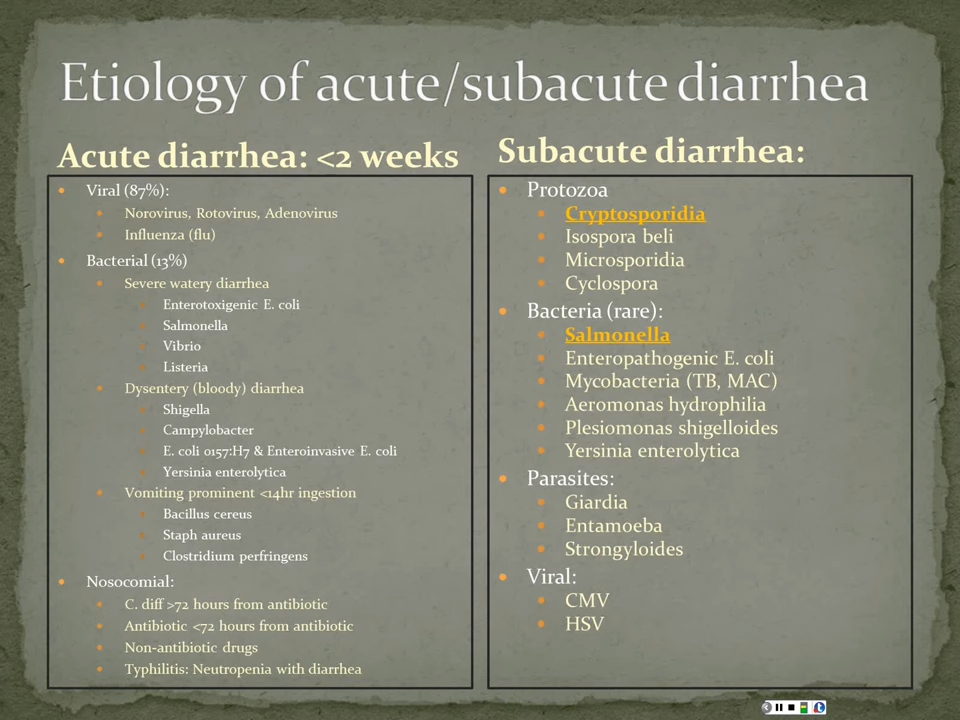 Etiology of acute/subacute diarrhea
Acute diarrhea: <2 weeks
Viral (87%):
Norovirus, Rotovirus, Adenovirus
Influenza (flu)
Bacterial (13%)
Severe watery diarrhea
Enterotoxigenic E. coli
Salmonella
Vibrio
Listeria
Dysentery (bloody) diarrhea
Shigella
Campylobacter
E. coli 0157:H7 & Enteroinvasive E. coli
Yersinia enterolytica
Vomiting prominent <14hr ingestion
Bacillus cereus
Staph aureus
Clostridium perfringens
Nosocomial:
C. diff >72 hours from antibiotic
Antibiotic <72 hours from antibiotic
Non-antibiotic drugs
Typhilitis: Neutropenia with diarrhea
Subacute diarrhea:
Protozoa
Cryptosporidia
Isospora beli
Microsporidia
Cyclospora
Bacteria (rare):
Salmonella
Enteropathogenic E. coli
Mycobacteria (TB, MAC)
Aeromonas hydrophilia
Plesiomonas shigelloides
Yersinia enterolytica
Parasites:
Giardia
Entamoeba
Strongyloides
Viral:
CMV
HSV